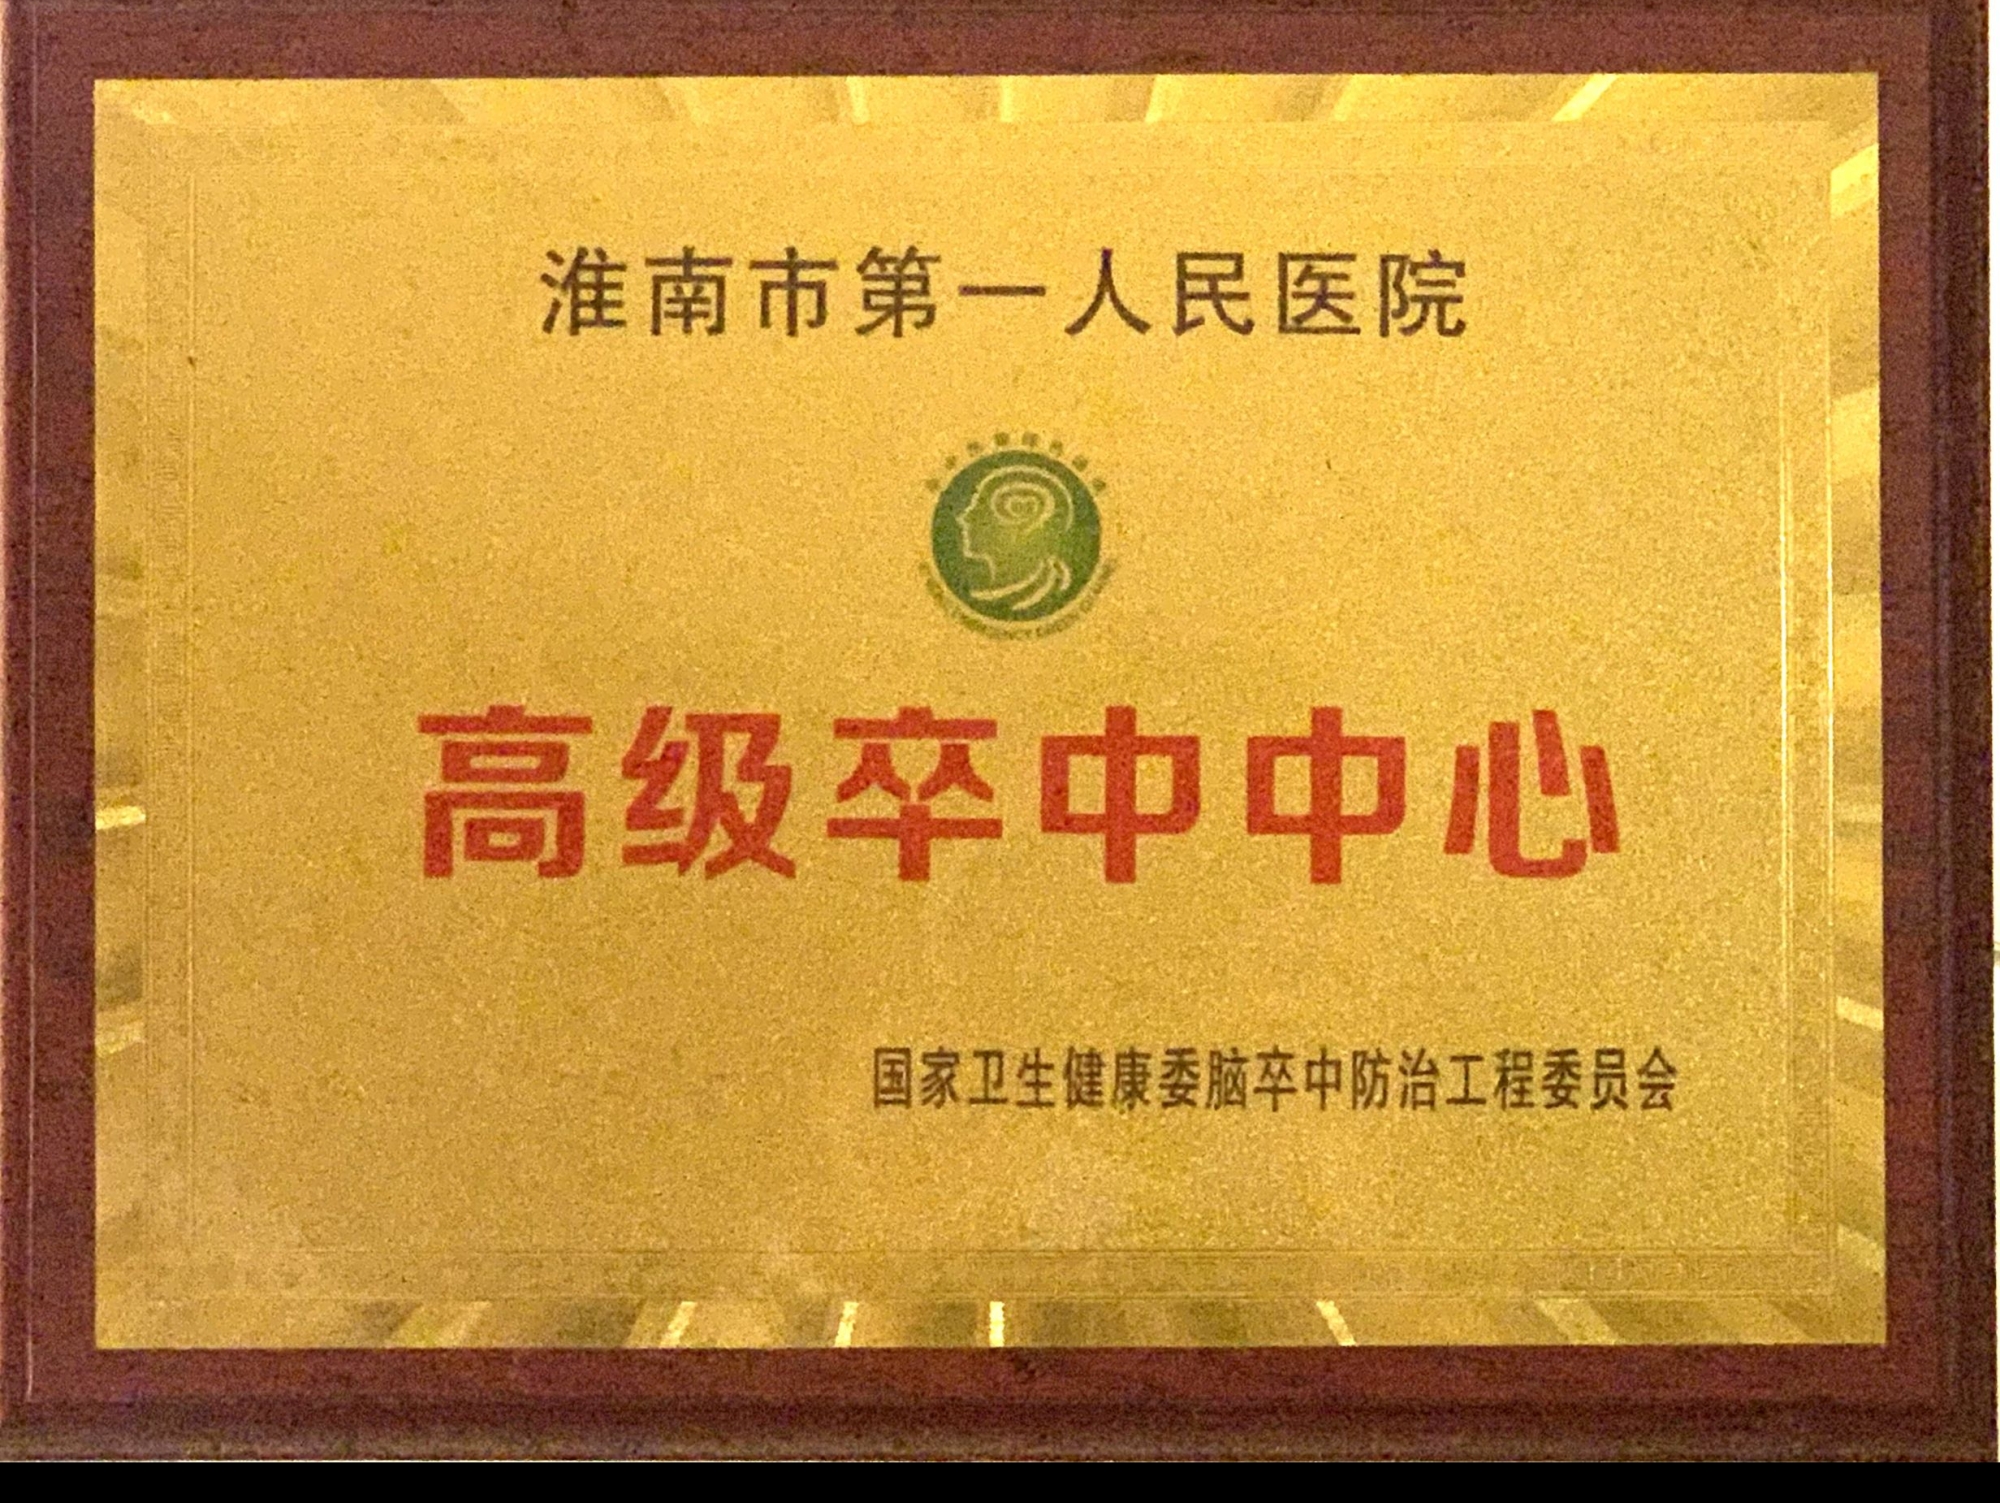 淮南市第一人民医院
高级卒中中心
国家卫生健康委脑卒中防治工程委员会